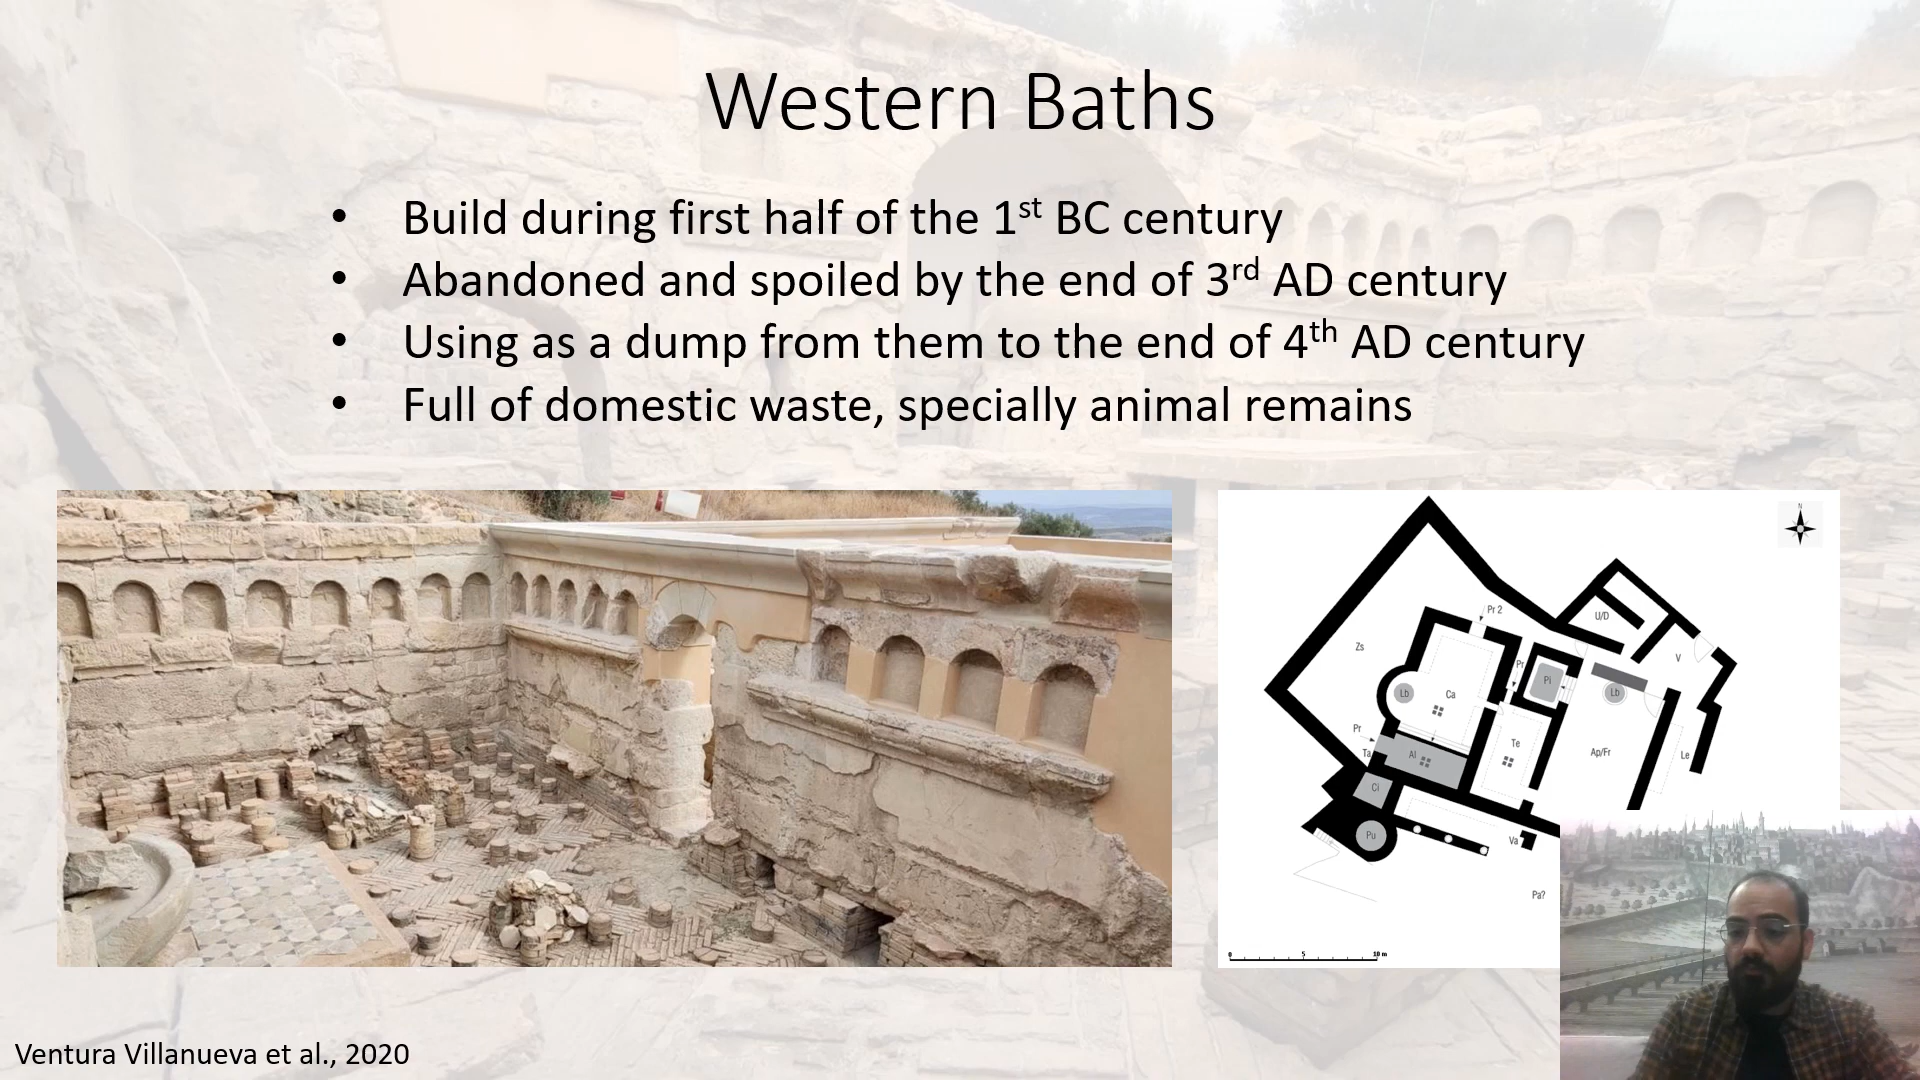 Western Baths
• Build during first half of the 1st BC century
• Abandoned and spoiled by the end of 3rd AD century
• Using as a dump from them to the end of 4th AD century
• Full of domestic waste, specially animal remains
N
Pr 2
U/D
Zs
V
Pr
Pi
Lb
Ca
Lb
Pr
Te
Ap/Fr
Le
Ta
Al
Ci
Pu
Va
Pa?
0 5 10 m
Ventura Villanueva et al., 2020